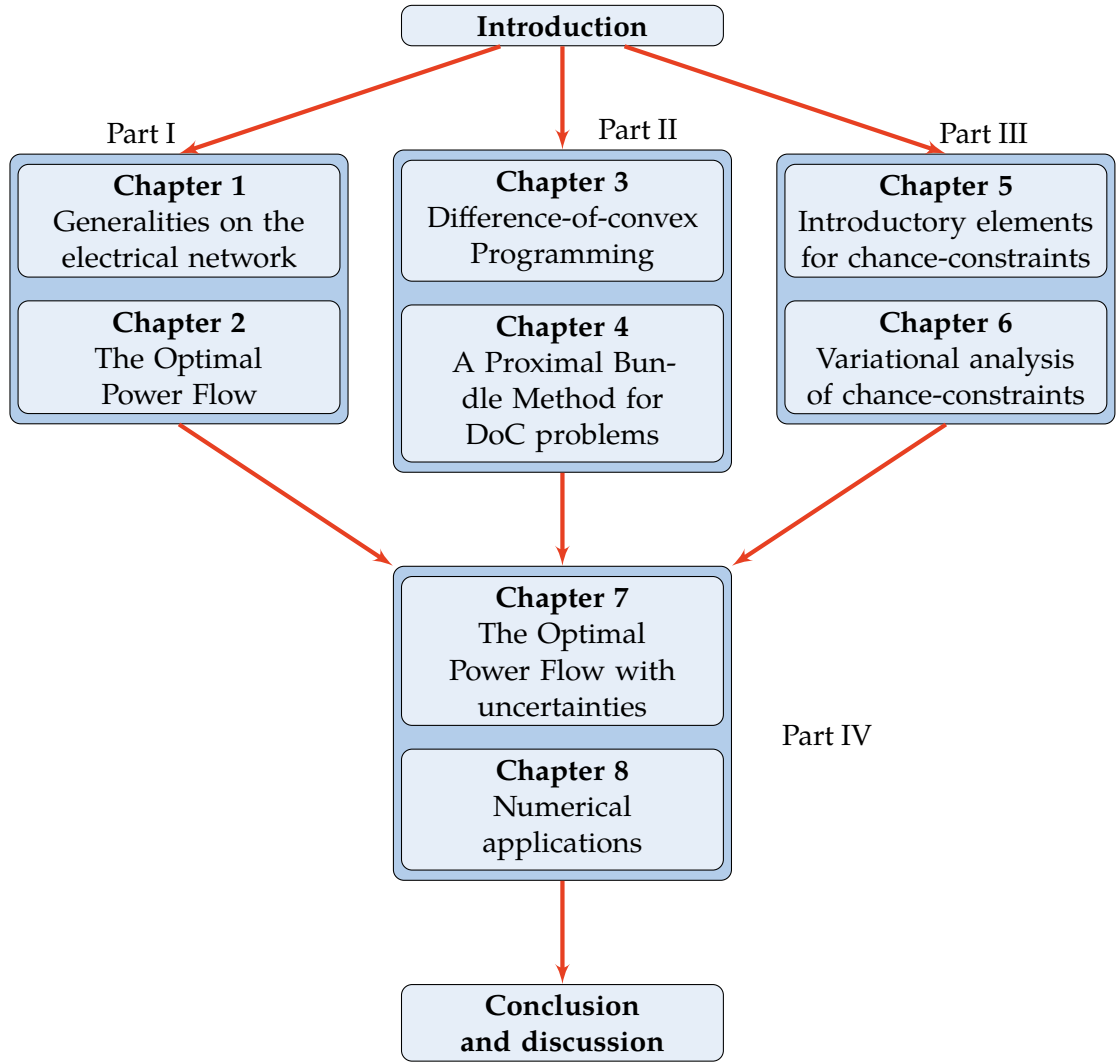 Introduction
Part I
Part II
Part III
Chapter 1
Generalities on the
electrical network
Chapter 2
The Optimal
Power Flow
Chapter 3
Difference-of-convex
Programming
Chapter 4
A Proximal Bun-
dle Method for
DoC problems
Chapter 5
Introductory elements
for chance-constraints
Chapter 6
Variational analysis
of chance-constraints
Chapter 7
The Optimal
Power Flow with
uncertainties
Chapter 8
Numerical
applications
Part IV
Conclusion
and discussion